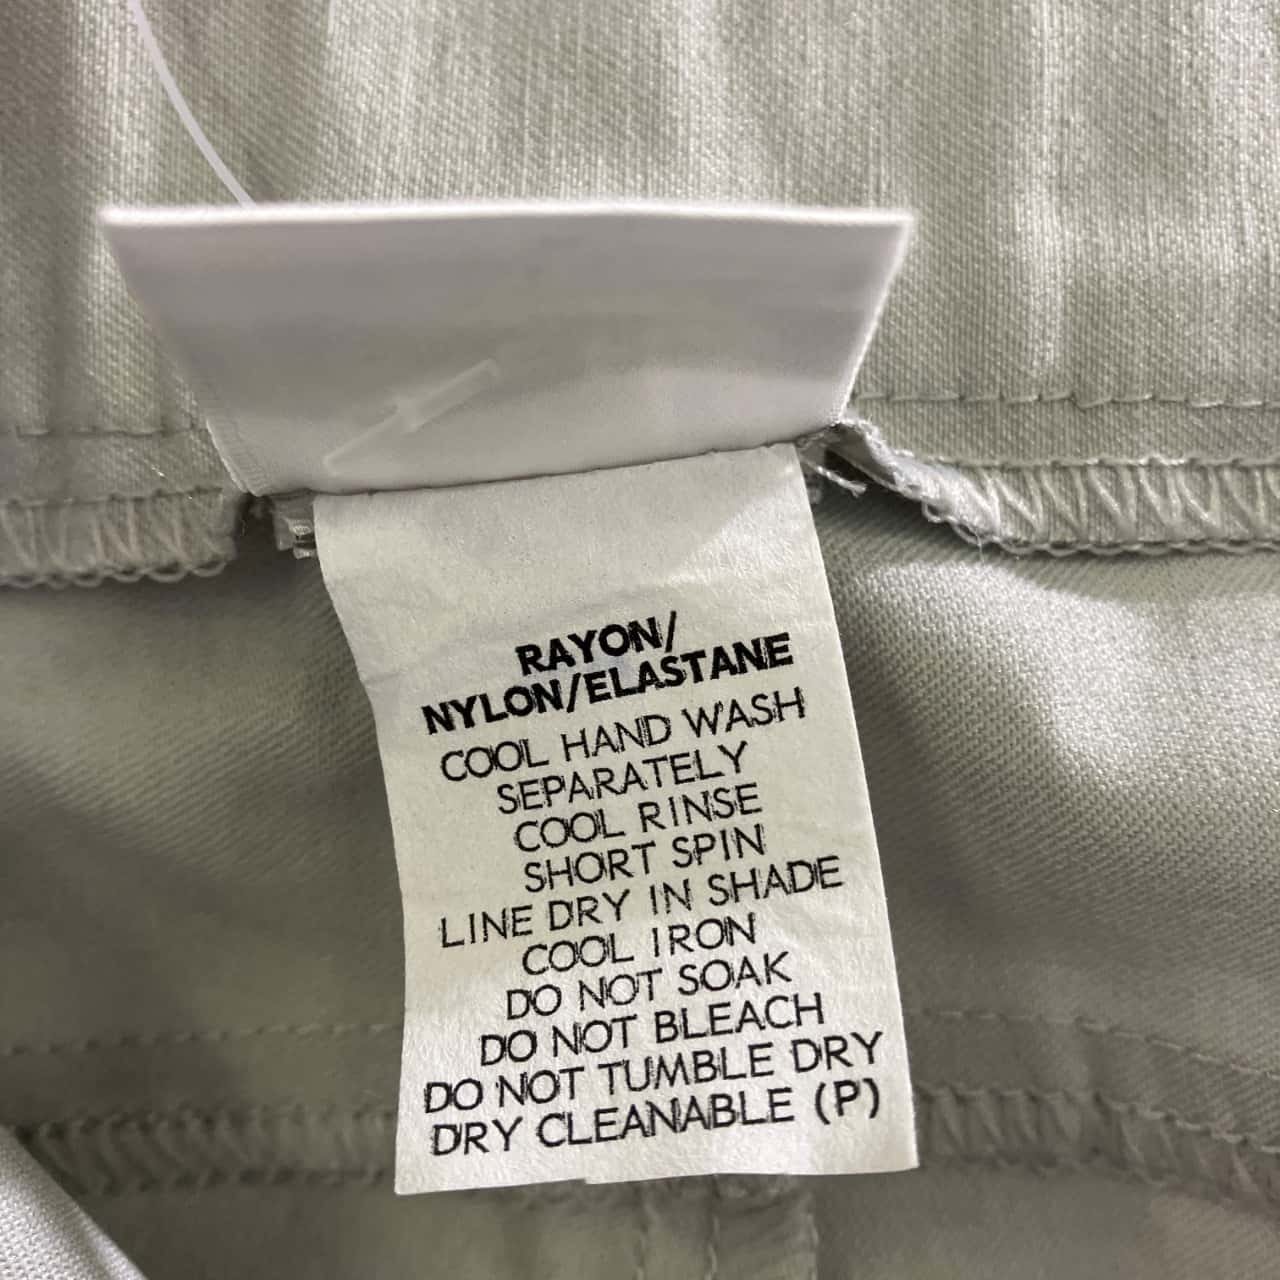 RAYON/
NYLON/ELASTANE
COOL HAND WASH
SEPARATELY
COOL RINSE
SHORT SPIN
LINE DRY IN SHADE
COOL IRON
DO NOT SOAK
DO NOT BLEACH
DO NOT TUMBLE DRY
DRY CLEANABLE (P)